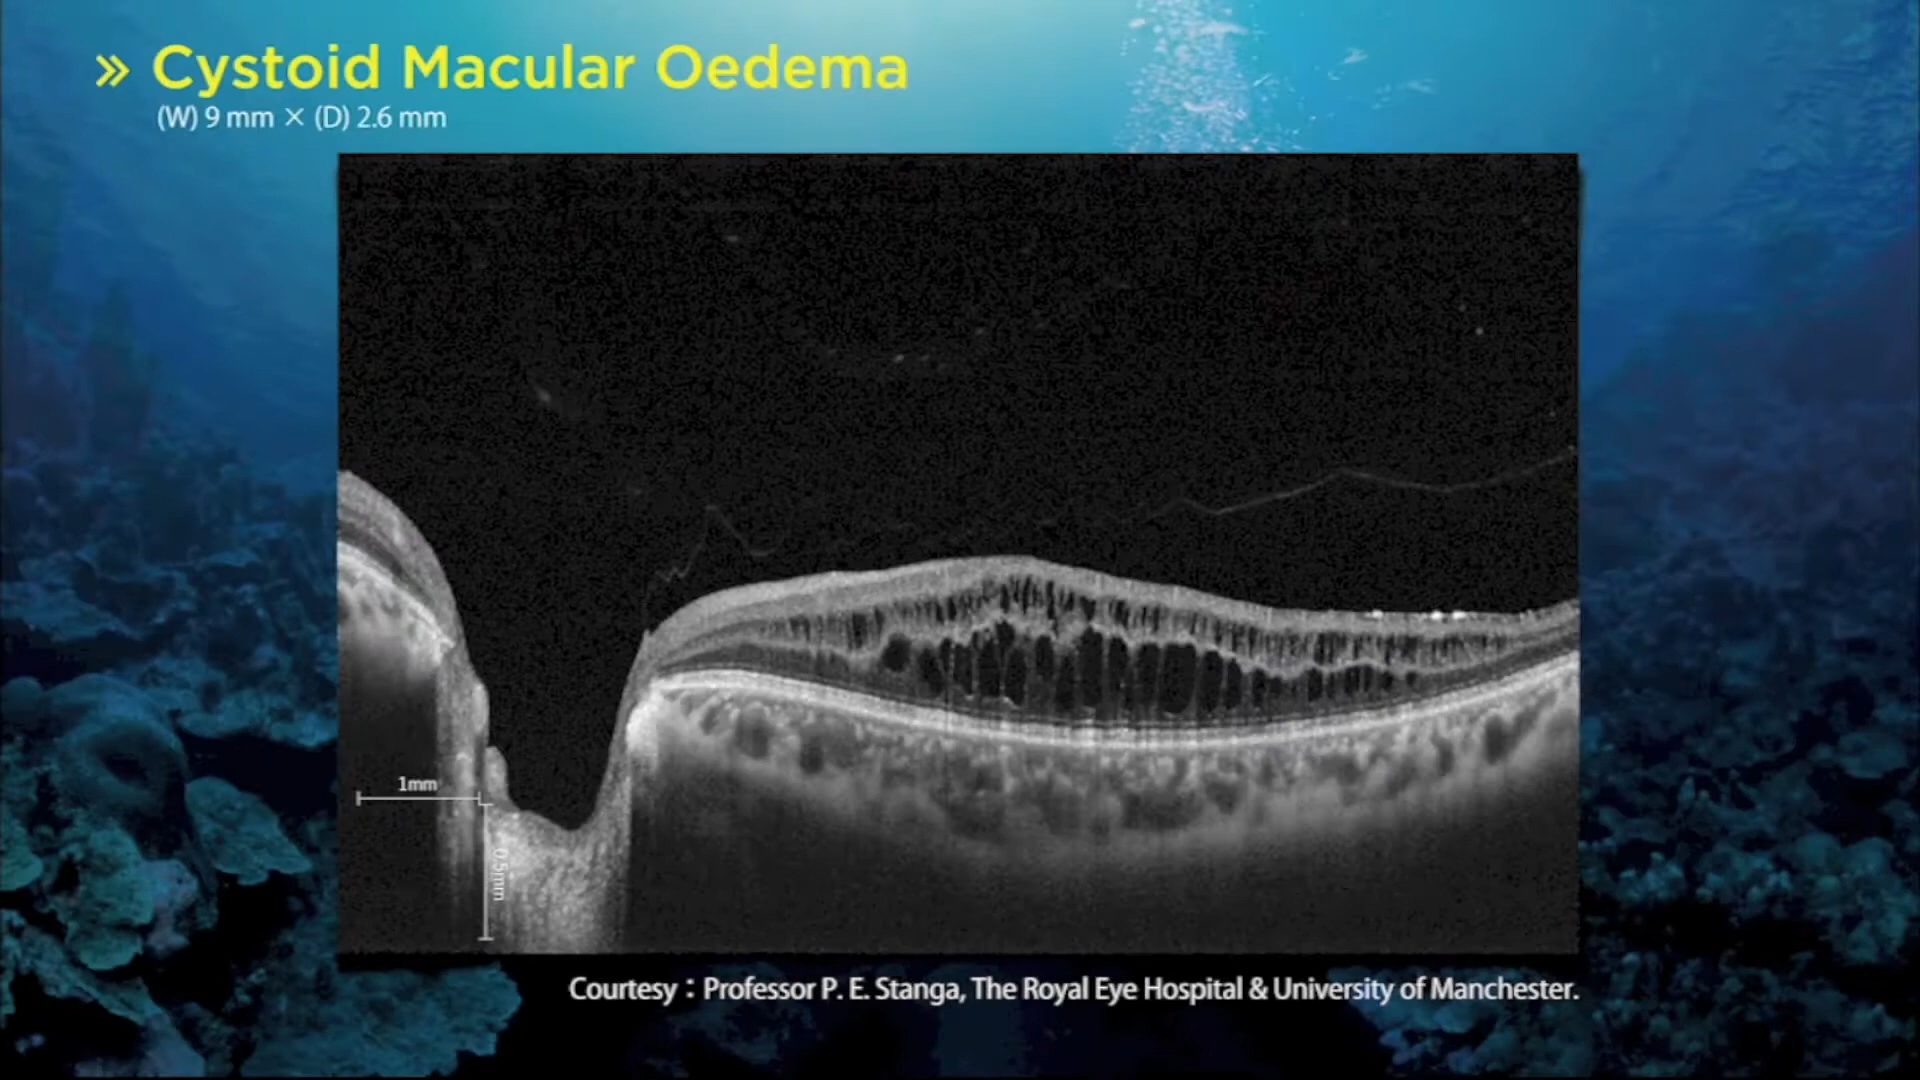 » Cystoid Macular Oedema
(W) 9 mm × (D) 2.6 mm
1mm
0.5mm
Courtesy : Professor P. E. Stanga, The Royal Eye Hospital & University of Manchester.